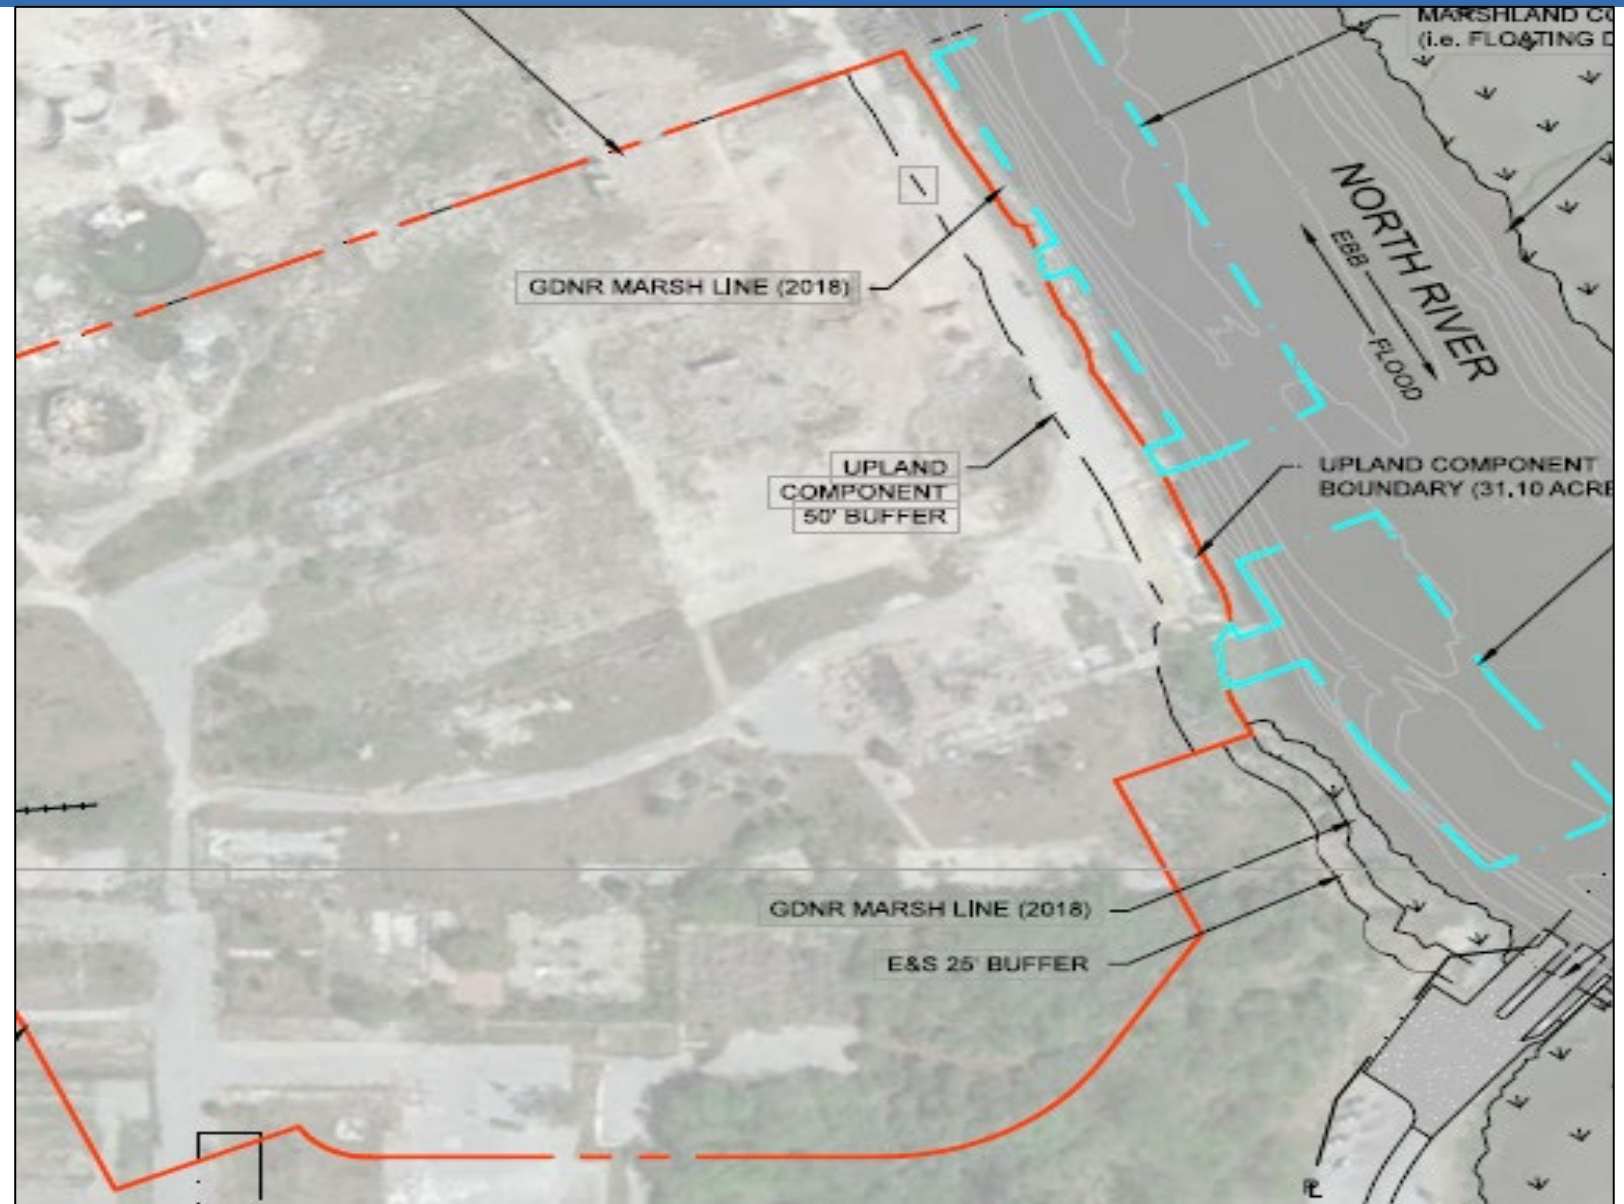 MARSHLAND
(i.e. FLOATING
NORTH RIVER
EBB
FLOOD
GDNR MARSH LINE (2018)
UPLAND
COMPONENT
50' BUFFER
UPLAND COMPONENT
BOUNDARY (31.10 ACRE
GDNR MARSH LINE (2018)
E&S 25' BUFFER